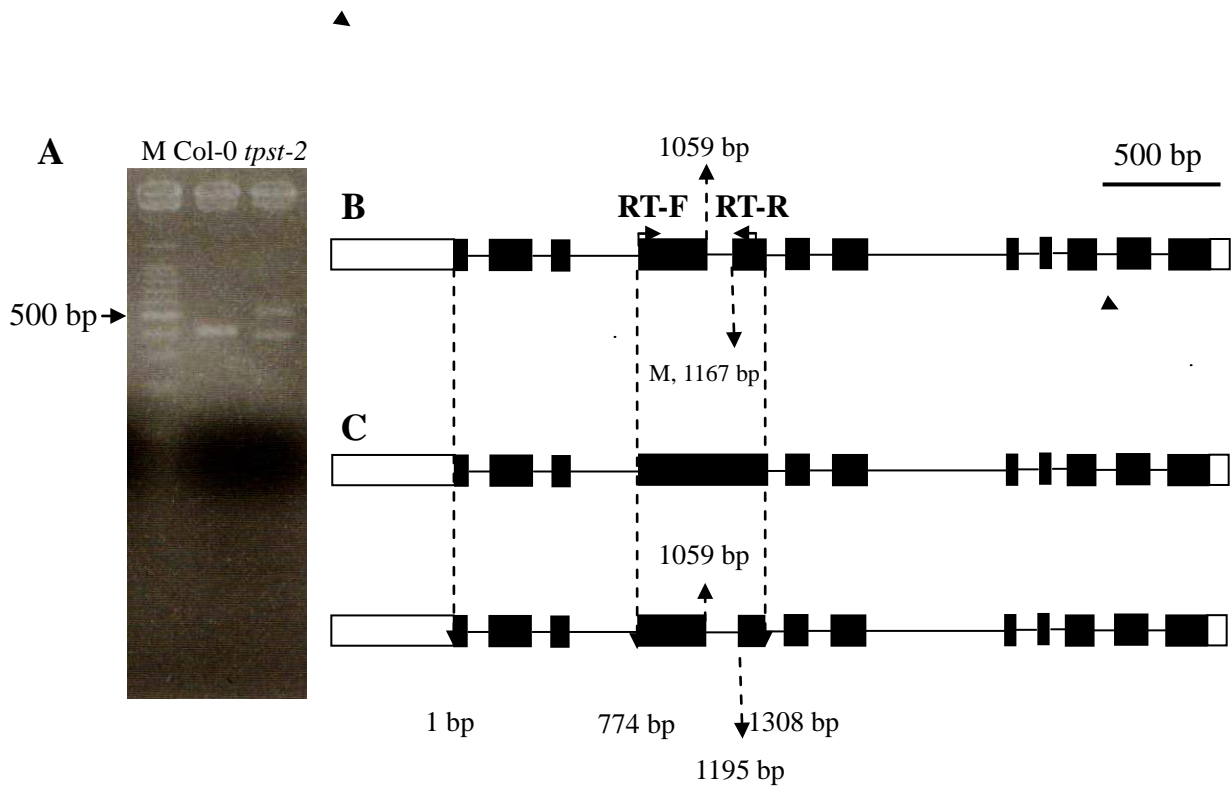 A
M Col-0 tpst-2
500 bp
B
1059 bp
500 bp
RT-F RT-R
M, 1167 bp
C
1059 bp
1 bp 774 bp 1308 bp
1195 bp